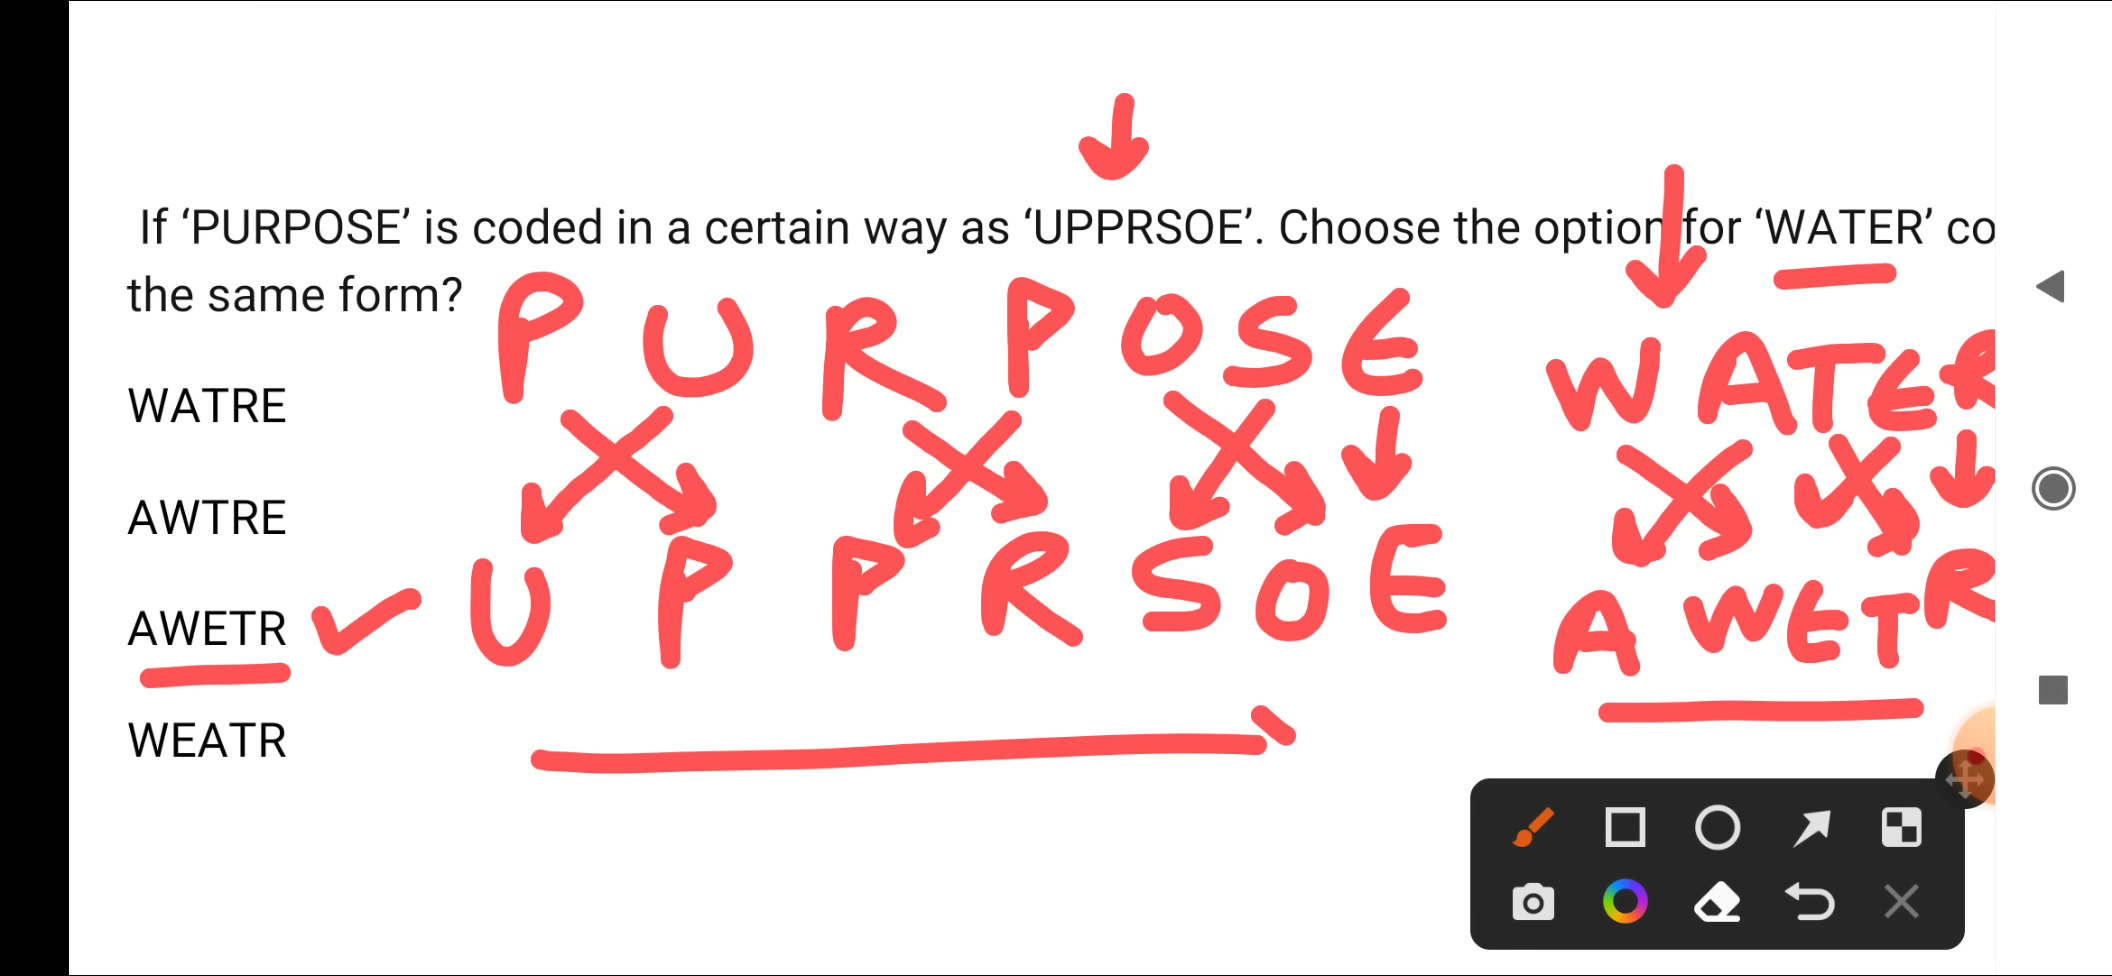 If ‘PURPOSE’ is coded in a certain way as ‘UPPRSOE’. Choose the option for ‘WATER’ co
the same form?
PURPOSE
WATER
WATRE
AWTRE
AWETR
UPPRSOE
AWETR
WEATR